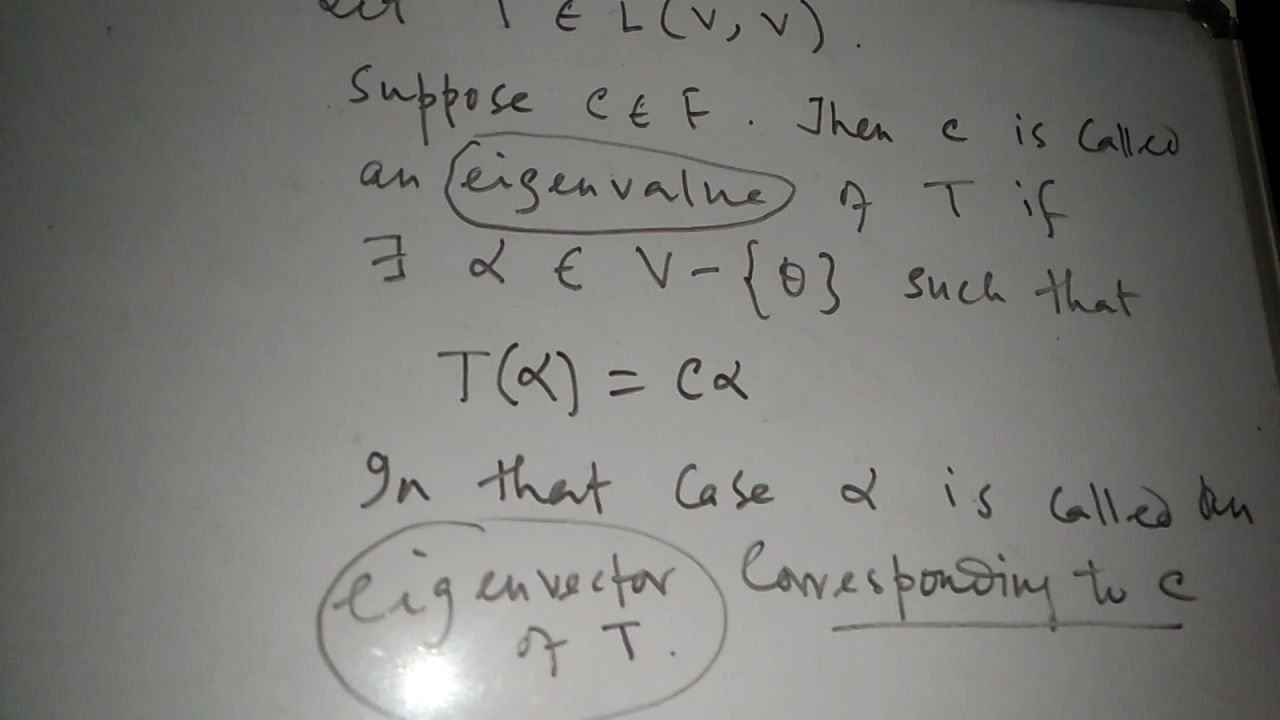 Let T ∈ L(V, V).
Suppose c ∈ F. Then c is called
an eigenvalue of T if
∃ α ∈ V - {θ} such that
T(α) = cα
In that case α is called an
eigenvector corresponding to c
of T.